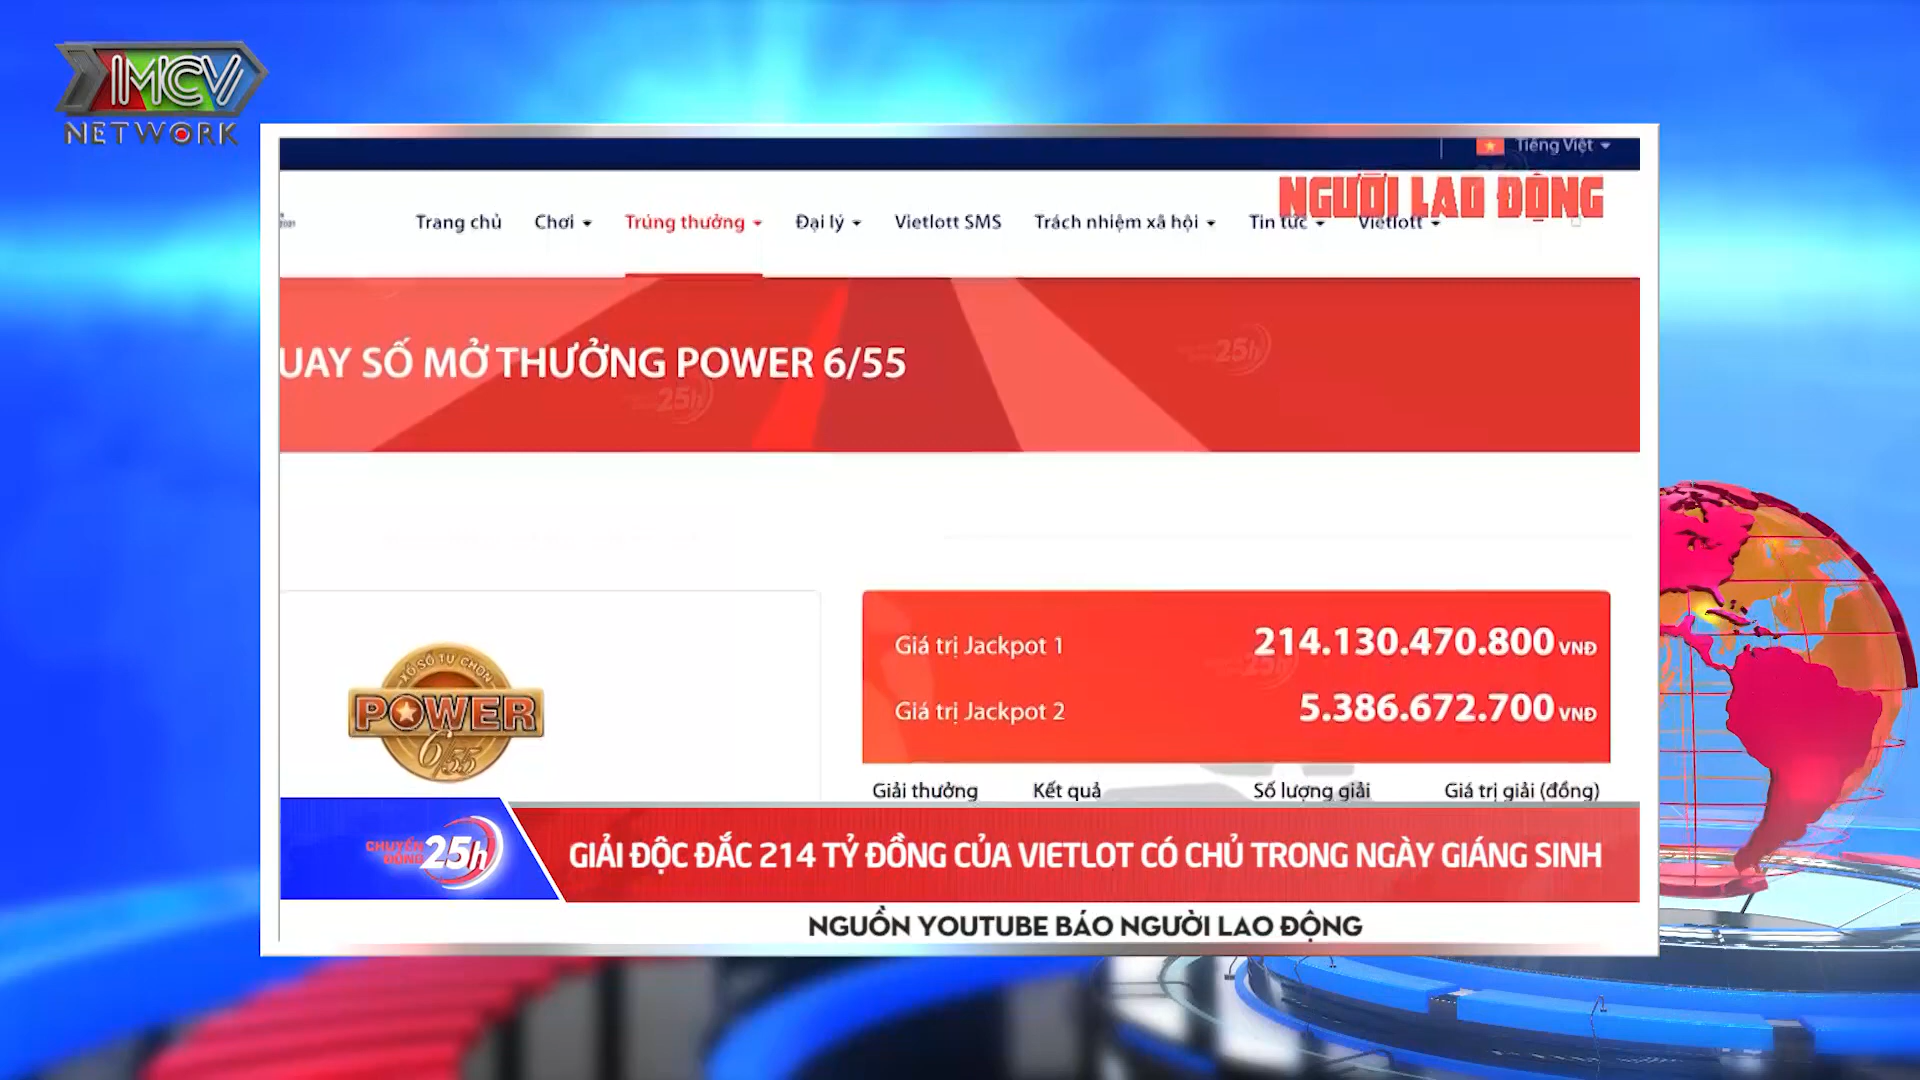 MCV
NETWORK
Tiếng Việt
NGƯỜI LAO ĐỘNG
Trang chủ Chơi Trúng thưởng Đại lý Vietlott SMS Trách nhiệm xã hội Tin tức Vietlott
UAY SỐ MỞ THƯỞNG POWER 6/55
25h
25h
Giá trị Jackpot 1 214.130.470.800 VNĐ
25h
Giá trị Jackpot 2 5.386.672.700 VNĐ
XỔ SỐ TỰ CHỌN
POWER
6/55
Giải thưởng Kết quả Số lượng giải Giá trị giải (đồng)
CHUYỂN ĐỘNG 25h
GIẢI ĐỘC ĐẮC 214 TỶ ĐỒNG CỦA VIETLOT CÓ CHỦ TRONG NGÀY GIÁNG SINH
NGUỒN YOUTUBE BÁO NGƯỜI LAO ĐỘNG